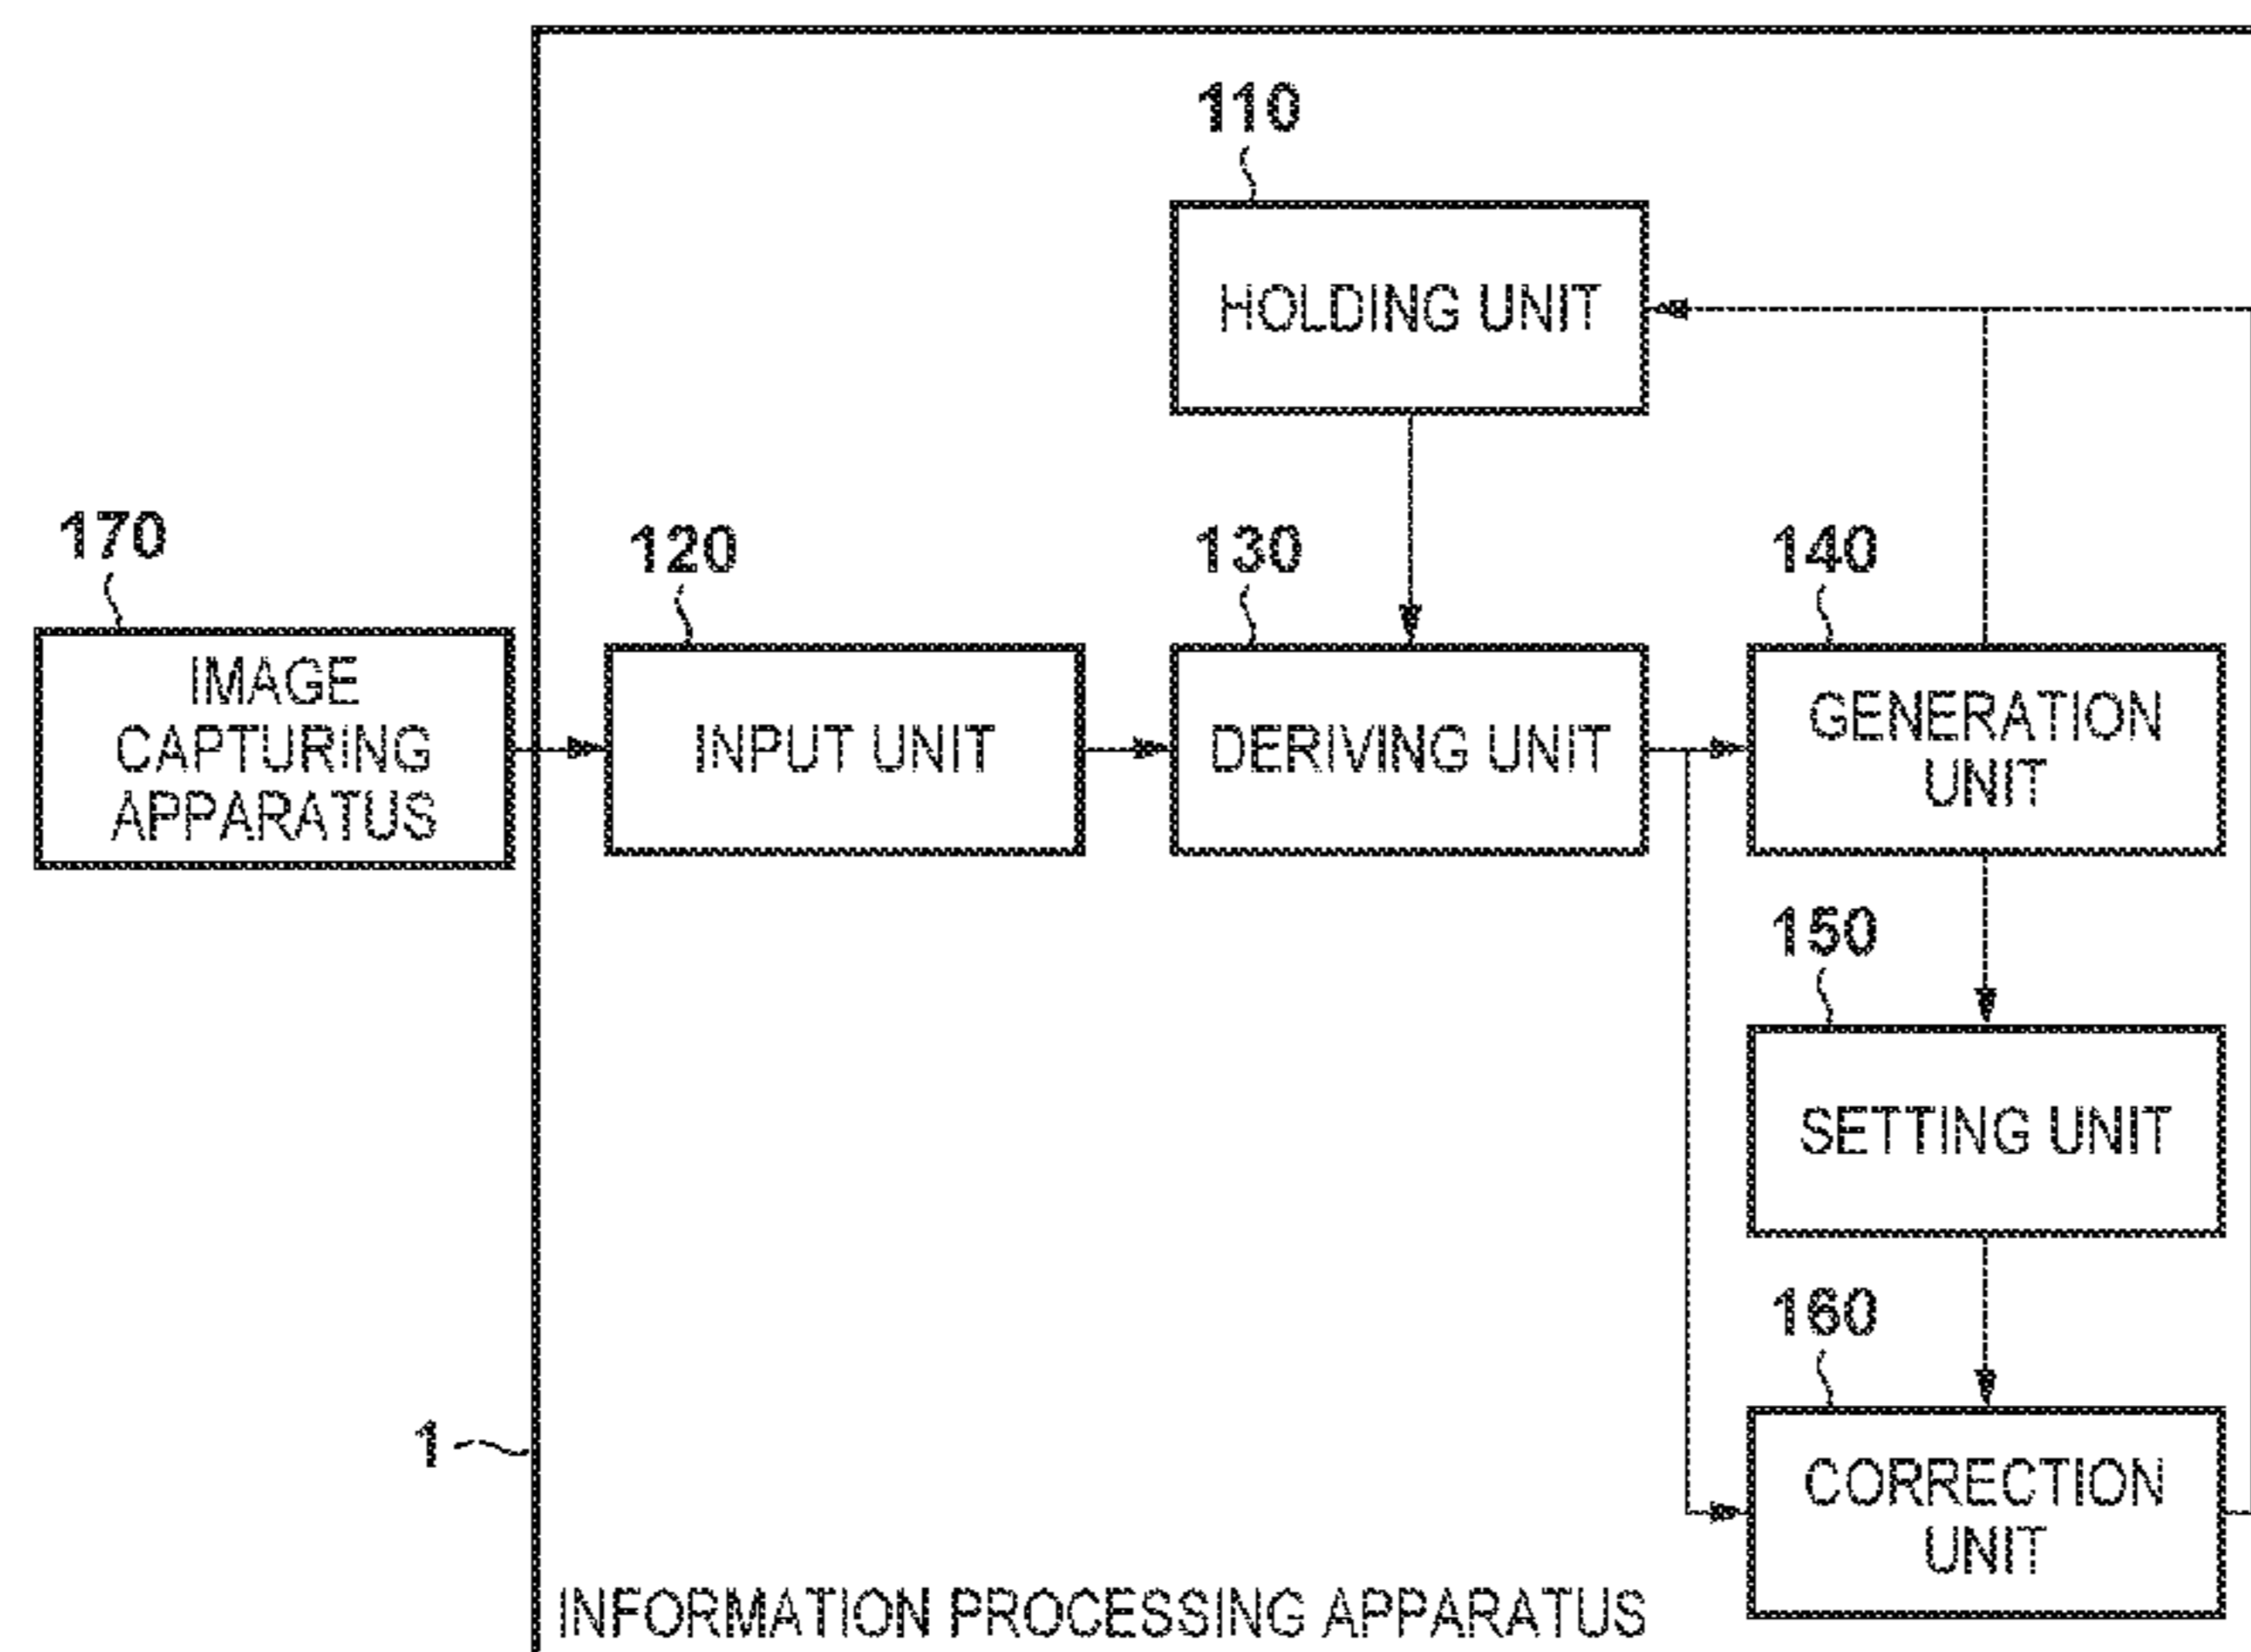 110
HOLDING UNIT
170
120
130
140
IMAGE
CAPTURING
APPARATUS
INPUT UNIT
DERIVING UNIT
GENERATION
UNIT
150
SETTING UNIT
160
1
CORRECTION
UNIT
INFORMATION PROCESSING APPARATUS